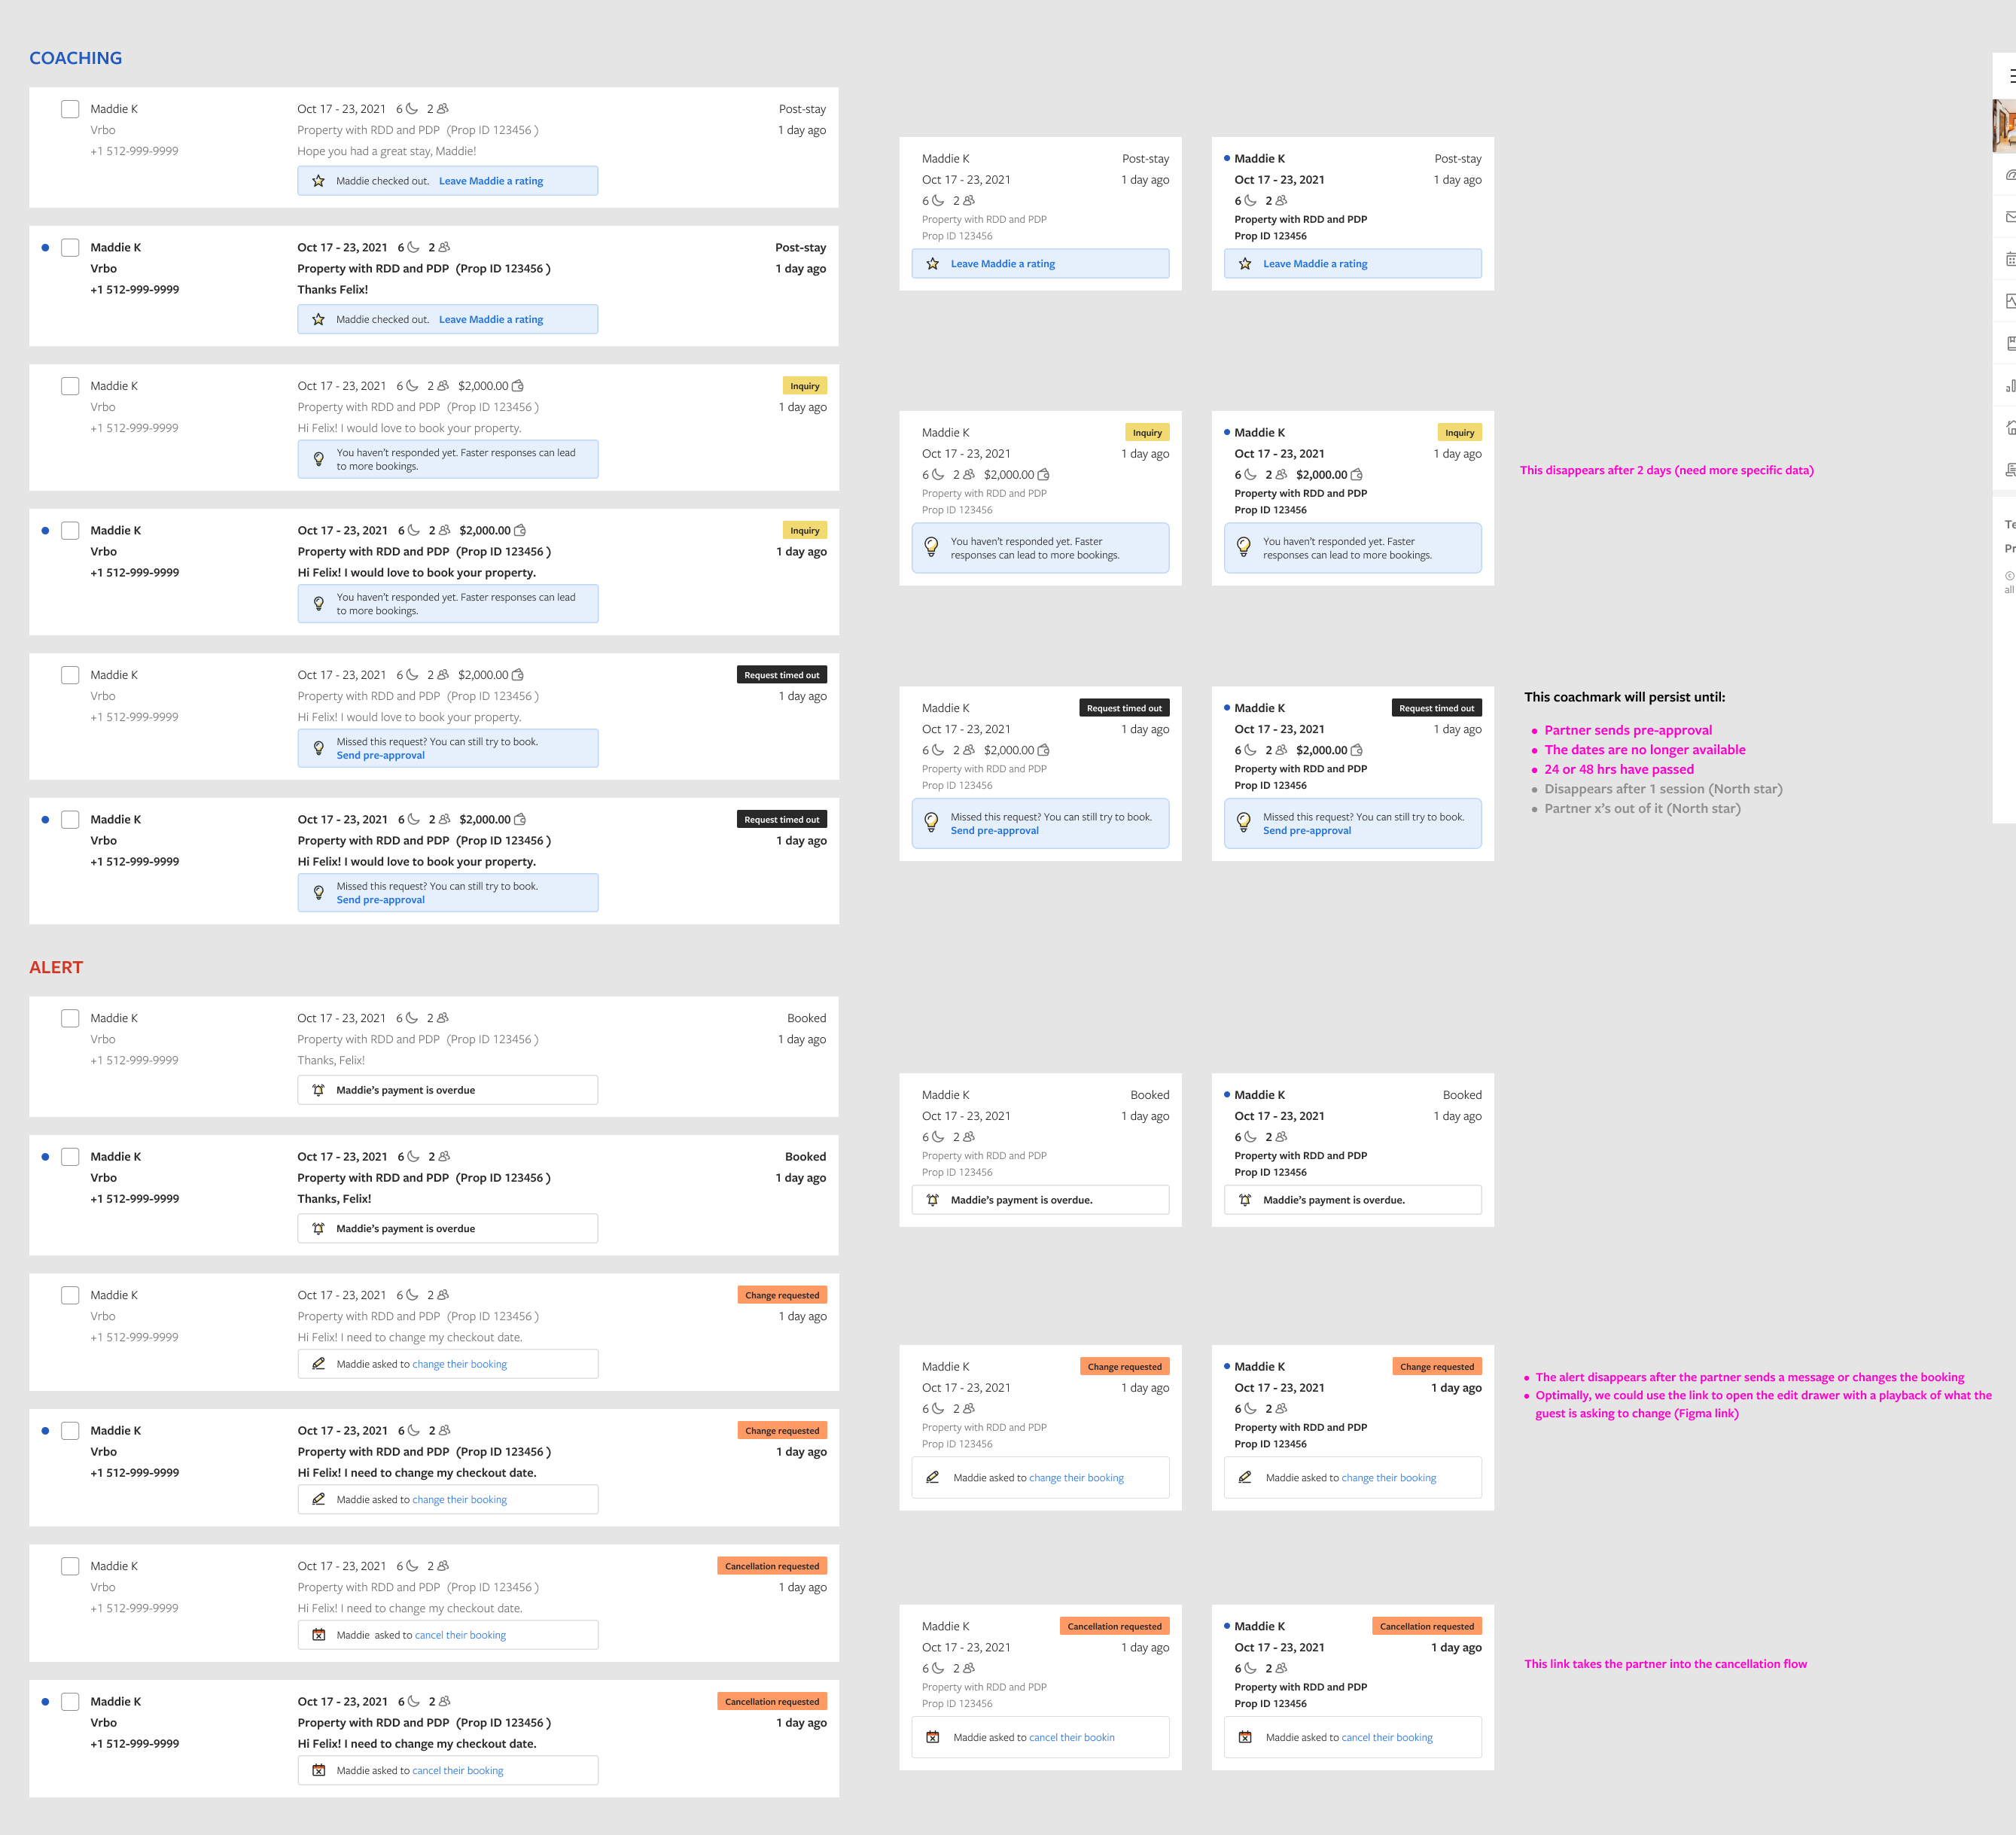 COACHING
Maddie K
Oct 17 - 23, 2021 6 2
Post-stay
Vrbo
Property with RDD and PDP (Prop ID 123456 )
1 day ago
+1 512-999-9999
Hope you had a great stay, Maddie!
Maddie checked out. Leave Maddie a rating
Maddie K
Oct 17 - 23, 2021 6 2
Post-stay
Vrbo
Property with RDD and PDP (Prop ID 123456 )
1 day ago
+1 512-999-9999
Thanks Felix!
Maddie checked out. Leave Maddie a rating
Maddie K
Oct 17 - 23, 2021 6 2 $2,000.00
Inquiry
Vrbo
Property with RDD and PDP (Prop ID 123456 )
1 day ago
+1 512-999-9999
Hi Felix! I would love to book your property.
You haven't responded yet. Faster responses can lead
to more bookings.
Maddie K
Oct 17 - 23, 2021 6 2 $2,000.00
Inquiry
Vrbo
Property with RDD and PDP (Prop ID 123456 )
1 day ago
+1 512-999-9999
Hi Felix! I would love to book your property.
You haven't responded yet. Faster responses can lead
to more bookings.
Maddie K
Oct 17 - 23, 2021 6 2 $2,000.00
Request timed out
Vrbo
Property with RDD and PDP (Prop ID 123456 )
1 day ago
+1 512-999-9999
Hi Felix! I would love to book your property.
Missed this request? You can still try to book.
Send pre-approval
Maddie K
Oct 17 - 23, 2021 6 2 $2,000.00
Request timed out
Vrbo
Property with RDD and PDP (Prop ID 123456 )
1 day ago
+1 512-999-9999
Hi Felix! I would love to book your property.
Missed this request? You can still try to book.
Send pre-approval
Maddie K
Post-stay
Oct 17 - 23, 2021
1 day ago
6 2
Property with RDD and PDP
Prop ID 123456
Leave Maddie a rating
Maddie K
Post-stay
Oct 17 - 23, 2021
1 day ago
6 2
Property with RDD and PDP
Prop ID 123456
Leave Maddie a rating
Maddie K
Inquiry
Oct 17 - 23, 2021
1 day ago
6 2 $2,000.00
Property with RDD and PDP
Prop ID 123456
You haven't responded yet. Faster
responses can lead to more bookings.
Maddie K
Inquiry
Oct 17 - 23, 2021
1 day ago
6 2 $2,000.00
Property with RDD and PDP
Prop ID 123456
You haven't responded yet. Faster
responses can lead to more bookings.
This disappears after 2 days (need more specific data)
Maddie K
Request timed out
Oct 17 - 23, 2021
1 day ago
6 2 $2,000.00
Property with RDD and PDP
Prop ID 123456
Missed this request? You can still try to book.
Send pre-approval
Maddie K
Request timed out
Oct 17 - 23, 2021
1 day ago
6 2 $2,000.00
Property with RDD and PDP
Prop ID 123456
Missed this request? You can still try to book.
Send pre-approval
This coachmark will persist until:
• Partner sends pre-approval
• The dates are no longer available
• 24 or 48 hrs have passed
• Disappears after 1 session (North star)
• Partner x's out of it (North star)
ALERT
Maddie K
Oct 17 - 23, 2021 6 2
Booked
Vrbo
Property with RDD and PDP (Prop ID 123456 )
1 day ago
+1 512-999-9999
Thanks, Felix!
Maddie's payment is overdue
Maddie K
Oct 17 - 23, 2021 6 2
Booked
Vrbo
Property with RDD and PDP (Prop ID 123456 )
1 day ago
+1 512-999-9999
Thanks, Felix!
Maddie's payment is overdue
Maddie K
Oct 17 - 23, 2021 6 2
Change requested
Vrbo
Property with RDD and PDP (Prop ID 123456 )
1 day ago
+1 512-999-9999
Hi Felix! I need to change my checkout date.
Maddie asked to change their booking
Maddie K
Oct 17 - 23, 2021 6 2
Change requested
Vrbo
Property with RDD and PDP (Prop ID 123456 )
1 day ago
+1 512-999-9999
Hi Felix! I need to change my checkout date.
Maddie asked to change their booking
Maddie K
Oct 17 - 23, 2021 6 2
Cancellation requested
Vrbo
Property with RDD and PDP (Prop ID 123456 )
1 day ago
+1 512-999-9999
Hi Felix! I need to change my checkout date.
Maddie asked to cancel their booking
Maddie K
Oct 17 - 23, 2021 6 2
Cancellation requested
Vrbo
Property with RDD and PDP (Prop ID 123456 )
1 day ago
+1 512-999-9999
Hi Felix! I need to change my checkout date.
Maddie asked to cancel their booking
Maddie K
Booked
Oct 17 - 23, 2021
1 day ago
6 2
Property with RDD and PDP
Prop ID 123456
Maddie's payment is overdue.
Maddie K
Booked
Oct 17 - 23, 2021
1 day ago
6 2
Property with RDD and PDP
Prop ID 123456
Maddie's payment is overdue.
Maddie K
Change requested
Oct 17 - 23, 2021
1 day ago
6 2
Property with RDD and PDP
Prop ID 123456
Maddie asked to change their booking
Maddie K
Change requested
Oct 17 - 23, 2021
1 day ago
6 2
Property with RDD and PDP
Prop ID 123456
Maddie asked to change their booking
• The alert disappears after the partner sends a message or changes the booking
• Optimally, we could use the link to open the edit drawer with a playback of what the
guest is asking to change (Figma link)
Maddie K
Cancellation requested
Oct 17 - 23, 2021
1 day ago
6 2
Property with RDD and PDP
Prop ID 123456
Maddie asked to cancel their bookin
Maddie K
Cancellation requested
Oct 17 - 23, 2021
1 day ago
6 2
Property with RDD and PDP
Prop ID 123456
Maddie asked to cancel their booking
This link takes the partner into the cancellation flow
Te
Pr
©
all